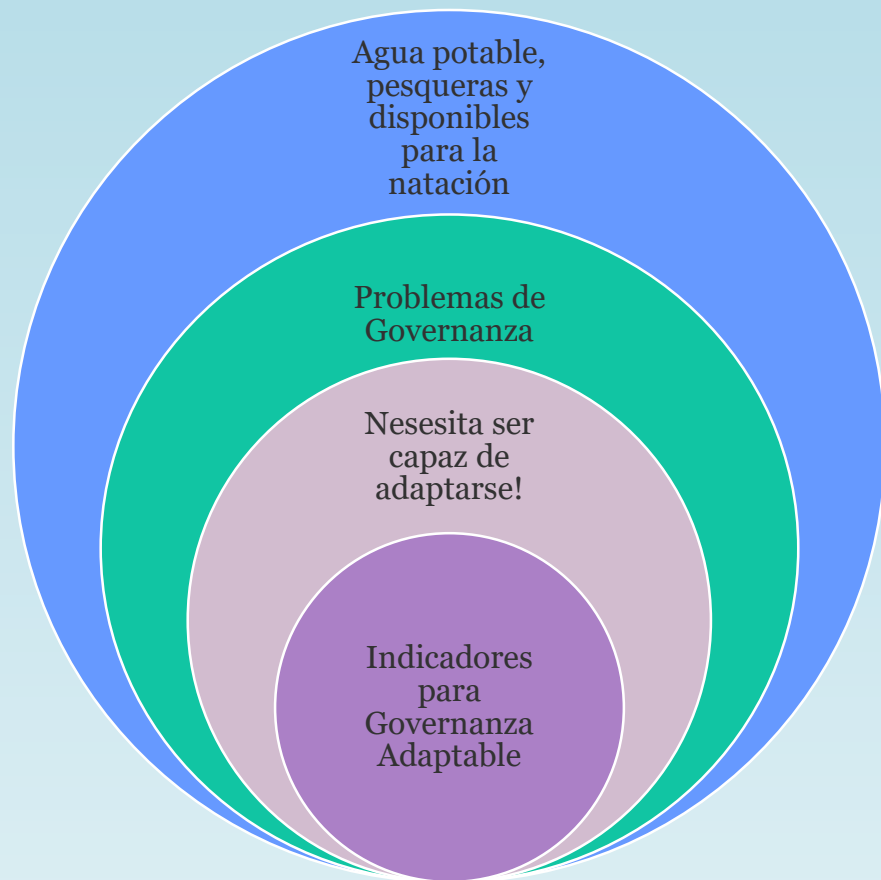 Agua potable,
pesqueras y
disponibles
para la
natación
Problemas de
Governanza
Nesesita ser
capaz de
adaptarse!
Indicadores
para
Governanza
Adaptable